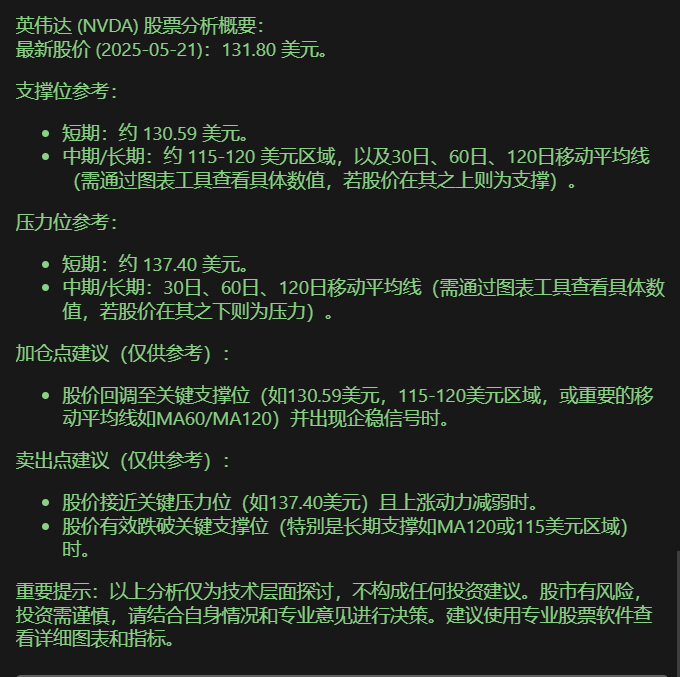 英伟达 (NVDA) 股票分析概要：
最新股价 (2025-05-21)：131.80 美元。
支撑位参考：
• 短期：约 130.59 美元。
• 中期/长期：约 115-120 美元区域，以及30日、60日、120日移动平均线
（需通过图表工具查看具体数值，若股价在其之上则为支撑）。
压力位参考：
• 短期：约 137.40 美元。
• 中期/长期：30日、60日、120日移动平均线（需通过图表工具查看具体数
值，若股价在其之下则为压力）。
加仓点建议（仅供参考）：
• 股价回调至关键支撑位（如130.59美元，115-120美元区域，或重要的移
动平均线如MA60/MA120）并出现企稳信号时。
卖出点建议（仅供参考）：
• 股价接近关键压力位（如137.40美元）且上涨动力减弱时。
• 股价有效跌破关键支撑位（特别是长期支撑如MA120或115美元区域）
时。
重要提示：以上分析仅为技术层面探讨，不构成任何投资建议。股市有风险，
投资需谨慎，请结合自身情况和专业意见进行决策。建议使用专业股票软件查
看详细图表和指标。